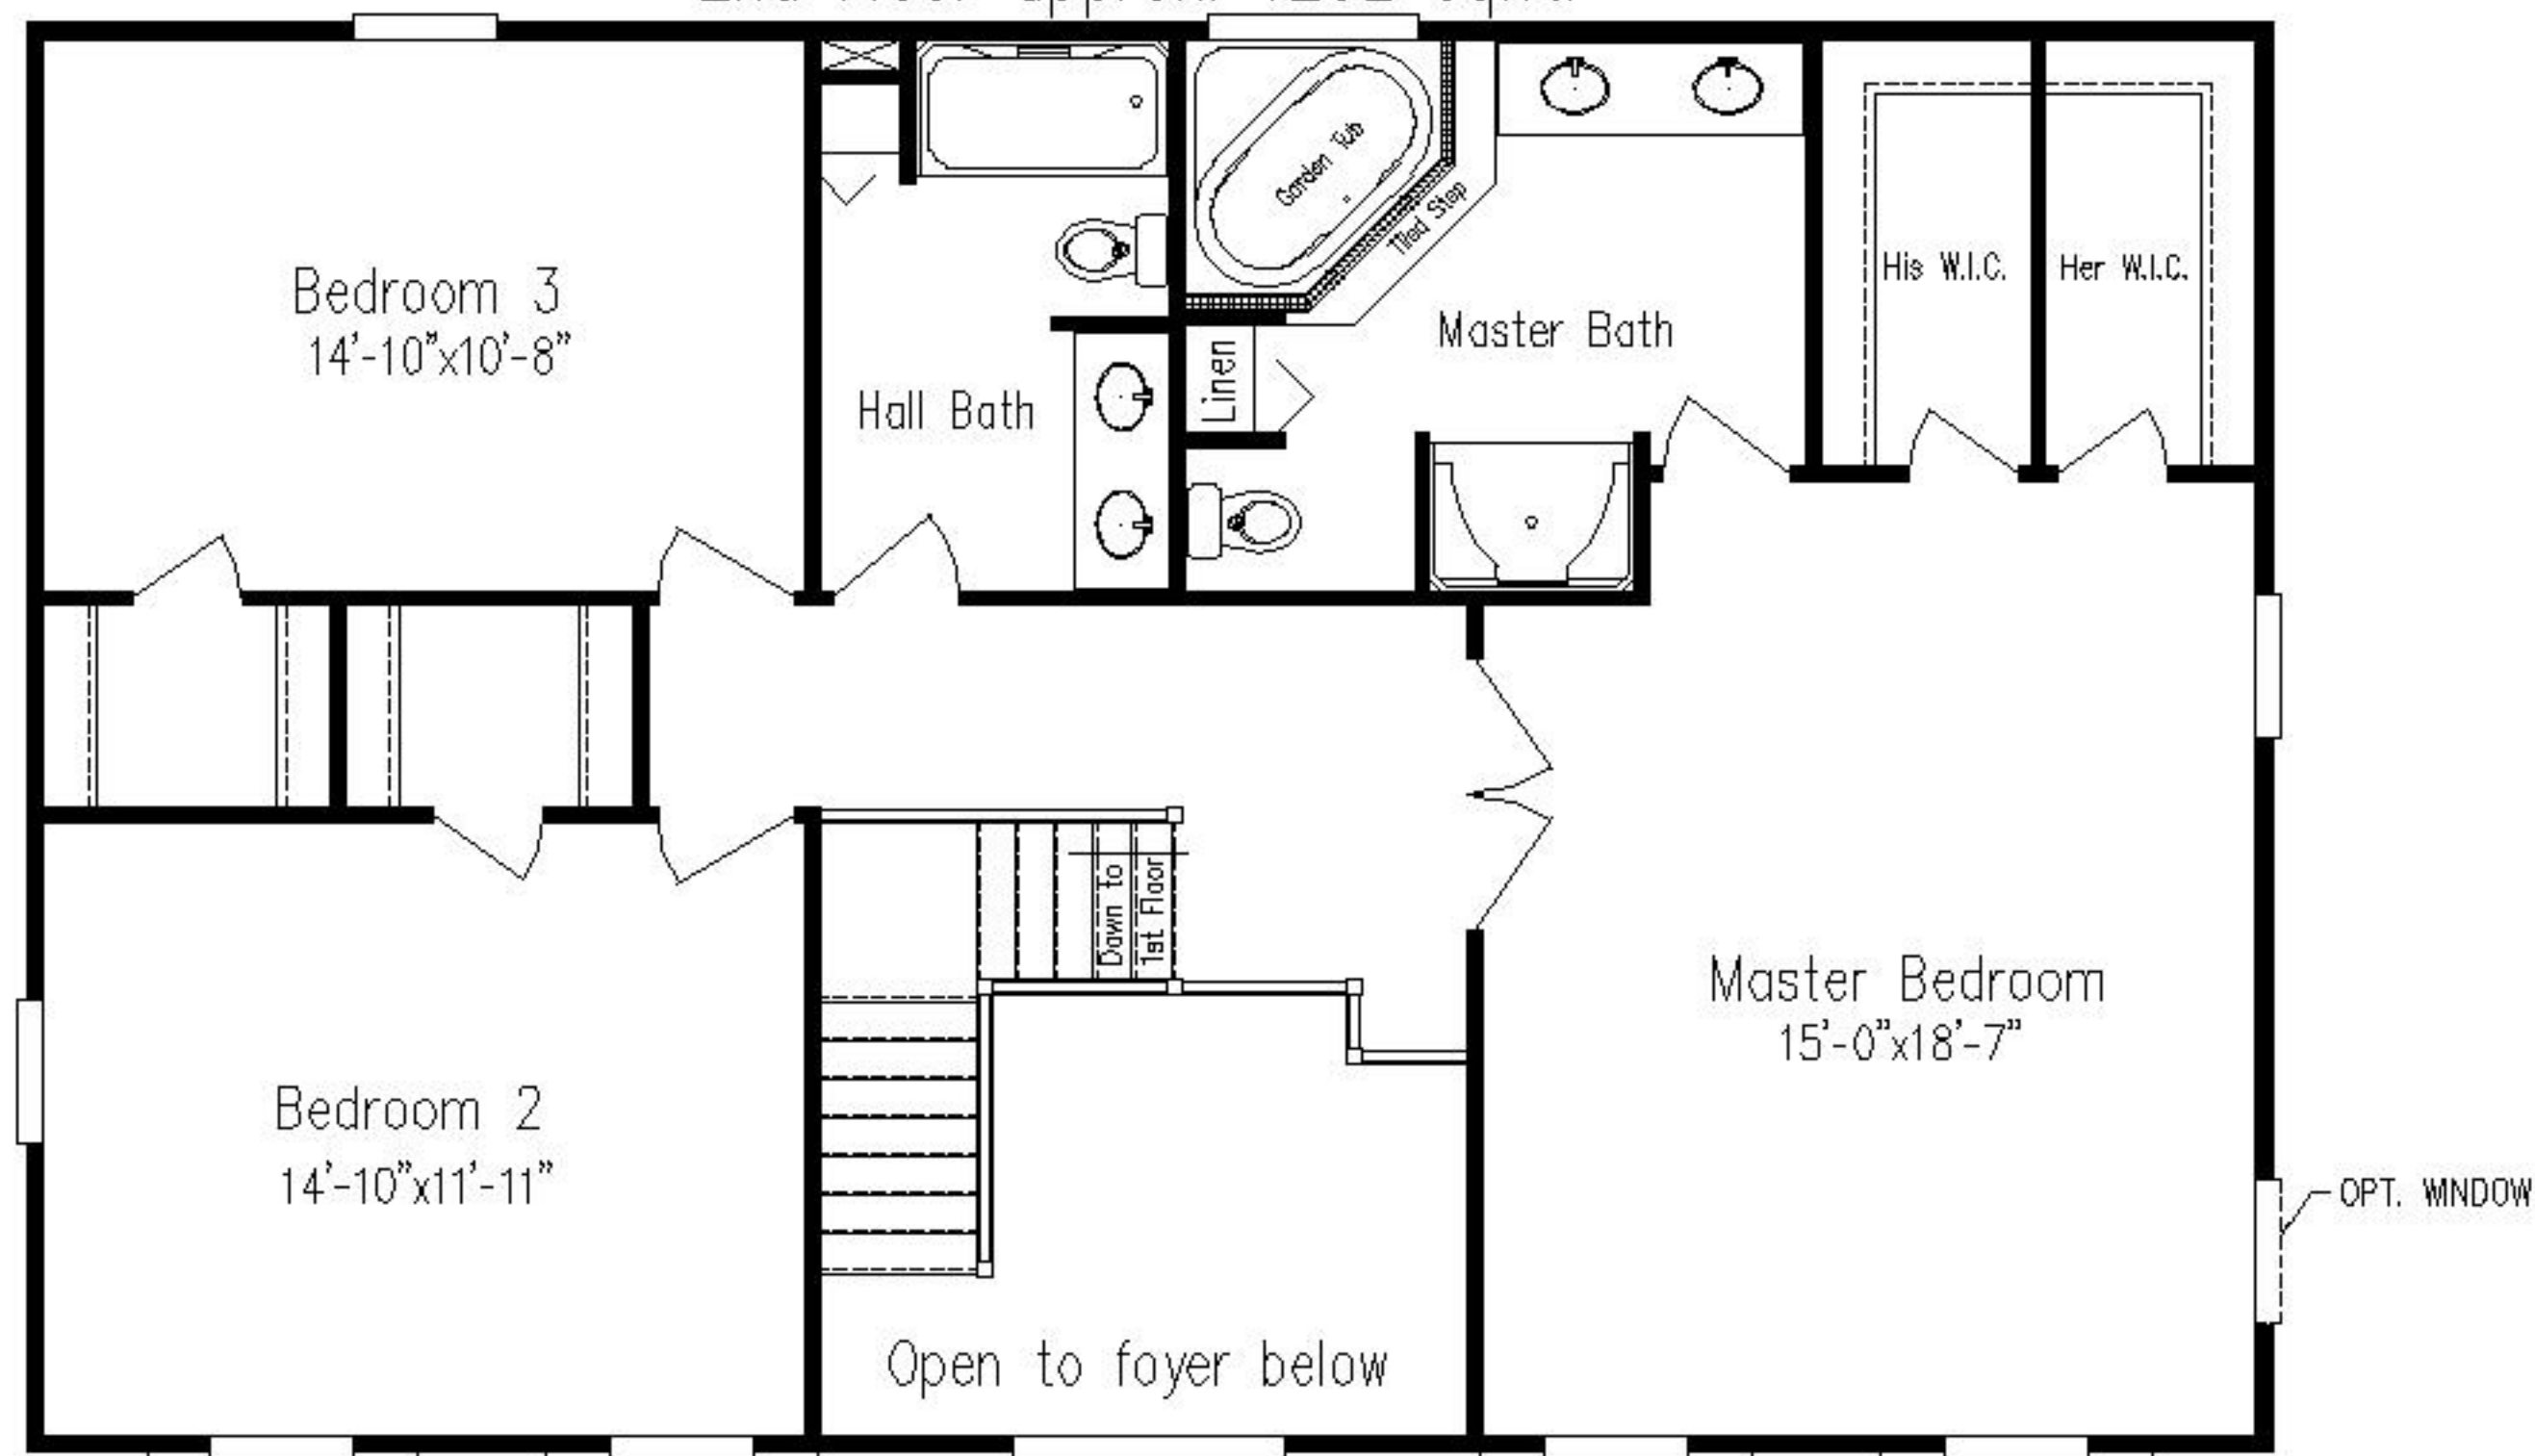 Bedroom 3
14'-10"x10'-8"
Hall Bath
Garden Tub
Tiled Step
Linen
Master Bath
His W.I.C.
Her W.I.C.
Down to
1st Floor
Master Bedroom
15'-0"x18'-7"
Bedroom 2
14'-10"x11'-11"
OPT. WINDOW
Open to foyer below